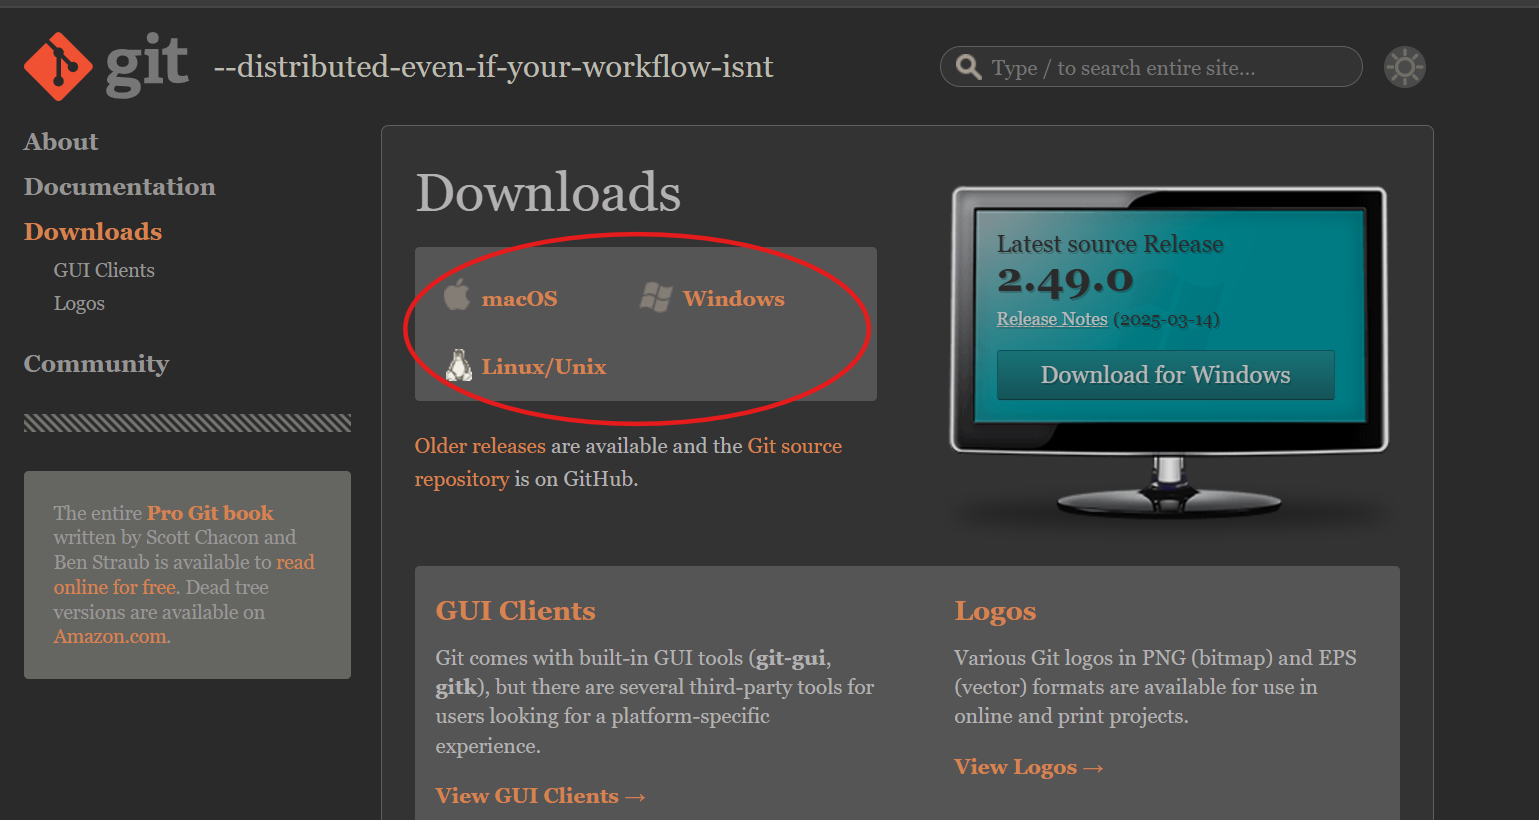 git --distributed-even-if-your-workflow-isnt
Type / to search entire site...
About
Documentation
Downloads
GUI Clients
Logos
Community
The entire Pro Git book
written by Scott Chacon and
Ben Straub is available to read
online for free. Dead tree
versions are available on
Amazon.com.
Downloads
macOS
Windows
Linux/Unix
Older releases are available and the Git source
repository is on GitHub.
Latest source Release
2.49.0
Release Notes (2025-03-14)
Download for Windows
GUI Clients
Git comes with built-in GUI tools (git-gui,
gitk), but there are several third-party tools for
users looking for a platform-specific
experience.
View GUI Clients →
Logos
Various Git logos in PNG (bitmap) and EPS
(vector) formats are available for use in
online and print projects.
View Logos →